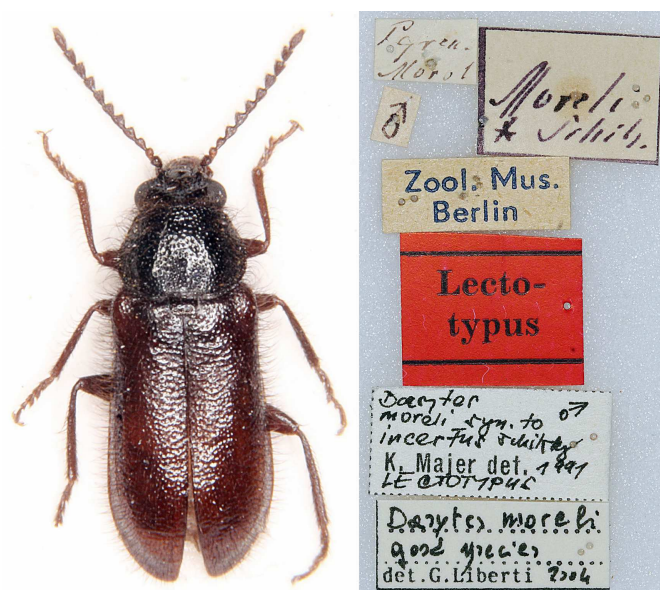 Pyren.
Morel
Moreli
★ Schils.
♂
Zool. Mus.
Berlin
Lecto-
typus
Dasytes ♂
moreli syn. to
incertus Schilsky
K. Majer det. 1991
LECTOTYPUS
Dasytes moreli
good species
det. G. Liberti 2004